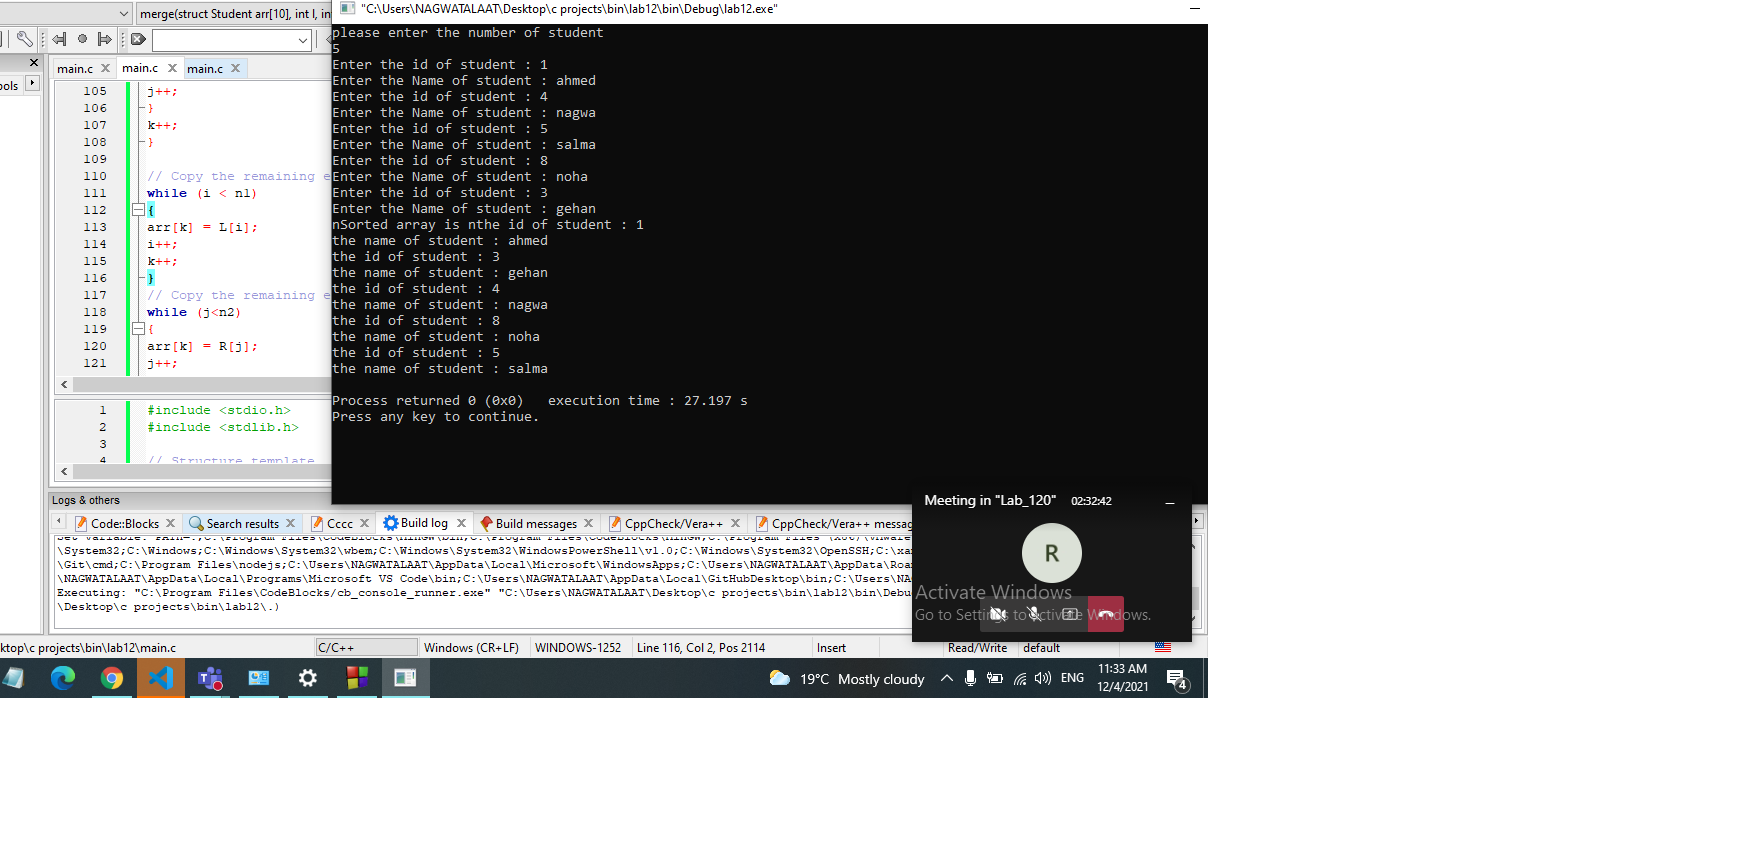 merge(struct Student arr[10], int l, in
"C:\Users\NAGWATALAAT\Desktop\c projects\bin\lab12\bin\Debug\lab12.exe"
ools
main.c
main.c
main.c
105 j++;
106 }
107 k++;
108 }
109
110 // Copy the remaining e
111 while (i < n1)
112 {
113 arr[k] = L[i];
114 i++;
115 k++;
116 }
117 // Copy the remaining e
118 while (j<n2)
119 {
120 arr[k] = R[j];
121 j++;
1 #include <stdio.h>
2 #include <stdlib.h>
3
4 // Structure template
please enter the number of student
5
Enter the id of student : 1
Enter the Name of student : ahmed
Enter the id of student : 4
Enter the Name of student : nagwa
Enter the id of student : 5
Enter the Name of student : salma
Enter the id of student : 8
Enter the Name of student : noha
Enter the id of student : 3
Enter the Name of student : gehan
nSorted array is nthe id of student : 1
the name of student : ahmed
the id of student : 3
the name of student : gehan
the id of student : 4
the name of student : nagwa
the id of student : 8
the name of student : noha
the id of student : 5
the name of student : salma
Process returned 0 (0x0)   execution time : 27.197 s
Press any key to continue.
Meeting in "Lab_120" 02:32:42
R
Activate Windows
Go to Settings to activate Windows.
Logs & others
Code::Blocks
Search results
Cccc
Build log
Build messages
CppCheck/Vera++
CppCheck/Vera++ messag
\System32;C:\Windows;C:\Windows\System32\wbem;C:\Windows\System32\WindowsPowerShell\v1.0;C:\Windows\System32\OpenSSH;C:\xa
\Git\cmd;C:\Program Files\nodejs;C:\Users\NAGWATALAAT\AppData\Local\Microsoft\WindowsApps;C:\Users\NAGWATALAAT\AppData\Roa
\NAGWATALAAT\AppData\Local\Programs\Microsoft VS Code\bin;C:\Users\NAGWATALAAT\AppData\Local\GitHubDesktop\bin;C:\Users\NA
Executing: "C:\Program Files\CodeBlocks/cb_console_runner.exe" "C:\Users\NAGWATALAAT\Desktop\c projects\bin\lab12\bin\Debu
\Desktop\c projects\bin\lab12\.)
ktop\c projects\bin\lab12\main.c
C/C++
Windows (CR+LF)
WINDOWS-1252
Line 116, Col 2, Pos 2114
Insert
Read/Write
default
19°C Mostly cloudy
ENG
11:33 AM
12/4/2021
4